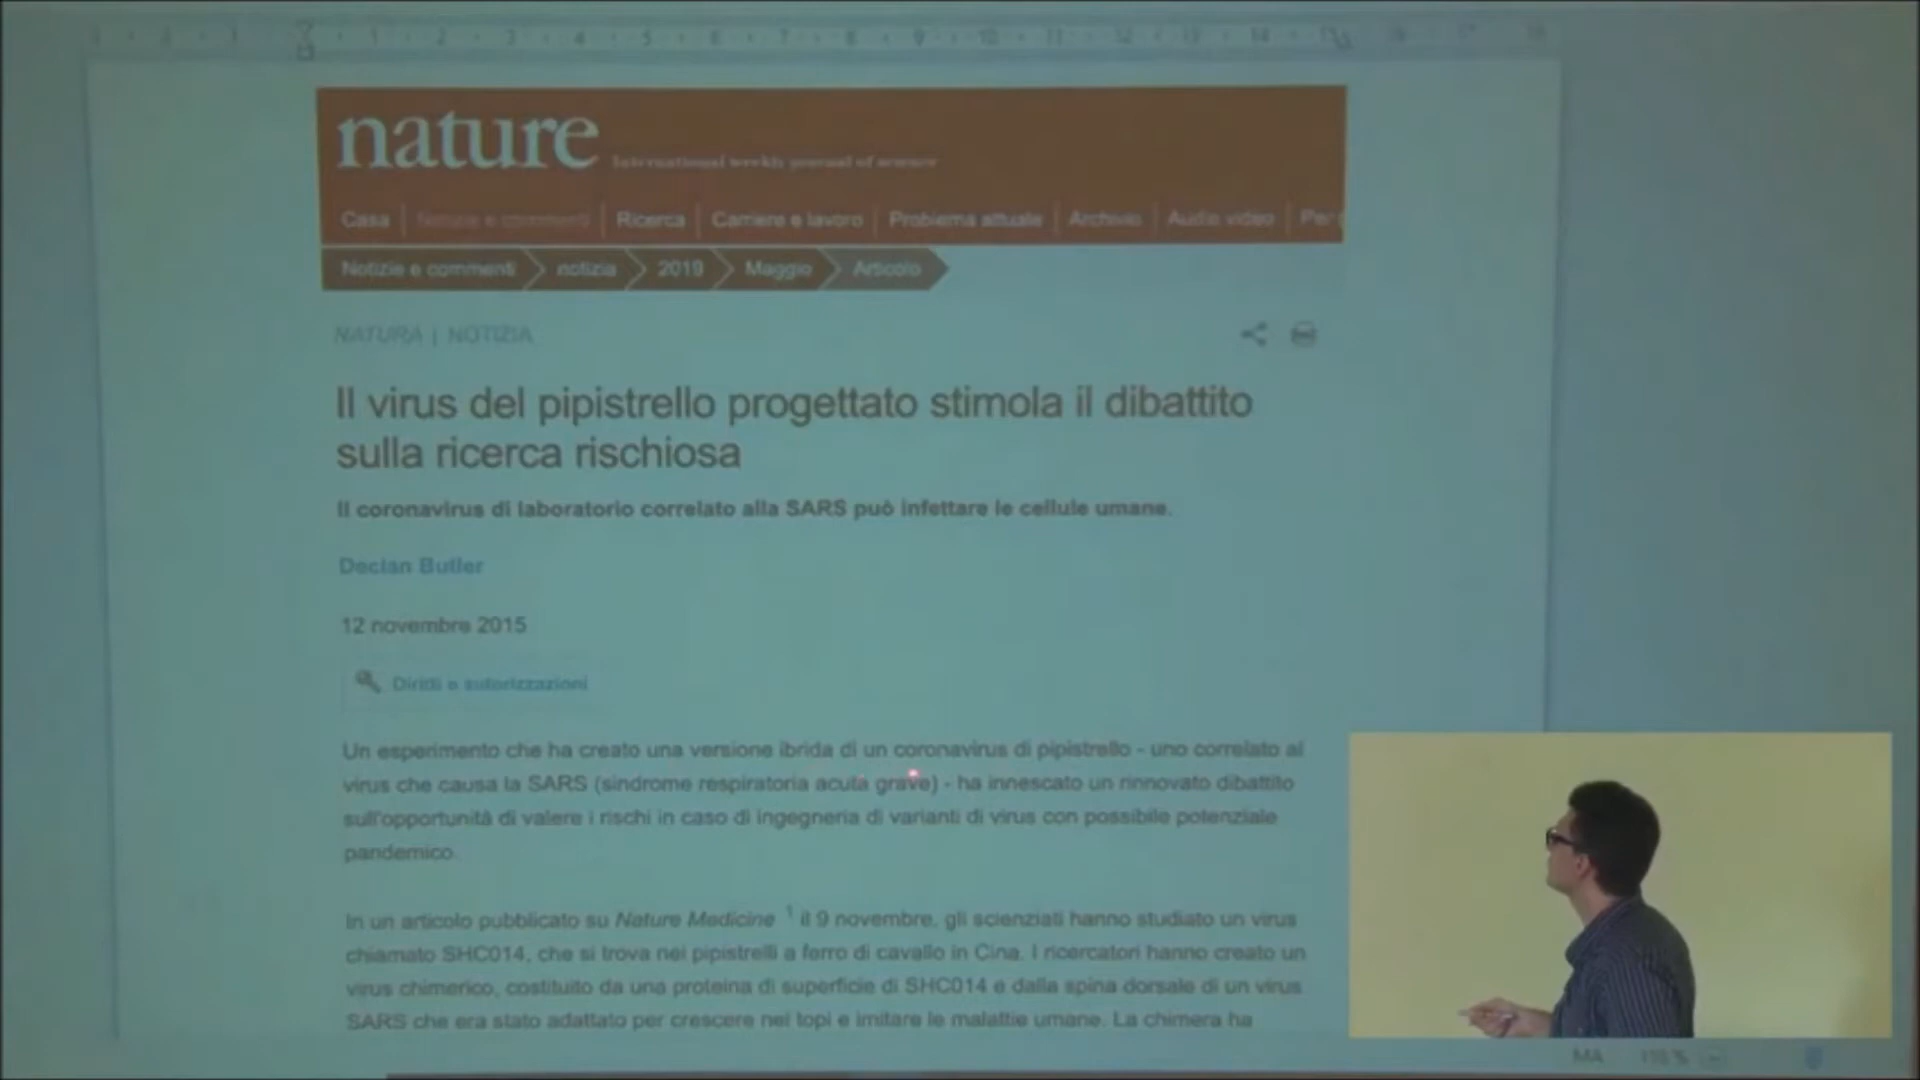 nature International weekly journal of science
Casa Notizie e commenti Ricerca Carriere e lavoro Problema attuale Archivio Audio video Per
Notizie e commenti notizia 2019 Maggio Articolo
NATURA | NOTIZIA
Il virus del pipistrello progettato stimola il dibattito
sulla ricerca rischiosa
Il coronavirus di laboratorio correlato alla SARS può infettare le cellule umane.
Declan Butler
12 novembre 2015
Diritti e autorizzazioni
Un esperimento che ha creato una versione ibrida di un coronavirus di pipistrello - uno correlato al
virus che causa la SARS (sindrome respiratoria acuta grave) - ha innescato un rinnovato dibattito
sull'opportunità di valere i rischi in caso di ingegneria di varianti di virus con possibile potenziale
pandemico.
In un articolo pubblicato su Nature Medicine 1 il 9 novembre, gli scienziati hanno studiato un virus
chiamato SHC014, che si trova nei pipistrelli a ferro di cavallo in Cina. I ricercatori hanno creato un
virus chimerico, costituito da una proteina di superficie di SHC014 e dalla spina dorsale di un virus
SARS che era stato adattato per crescere nei topi e imitare le malattie umane. La chimera ha